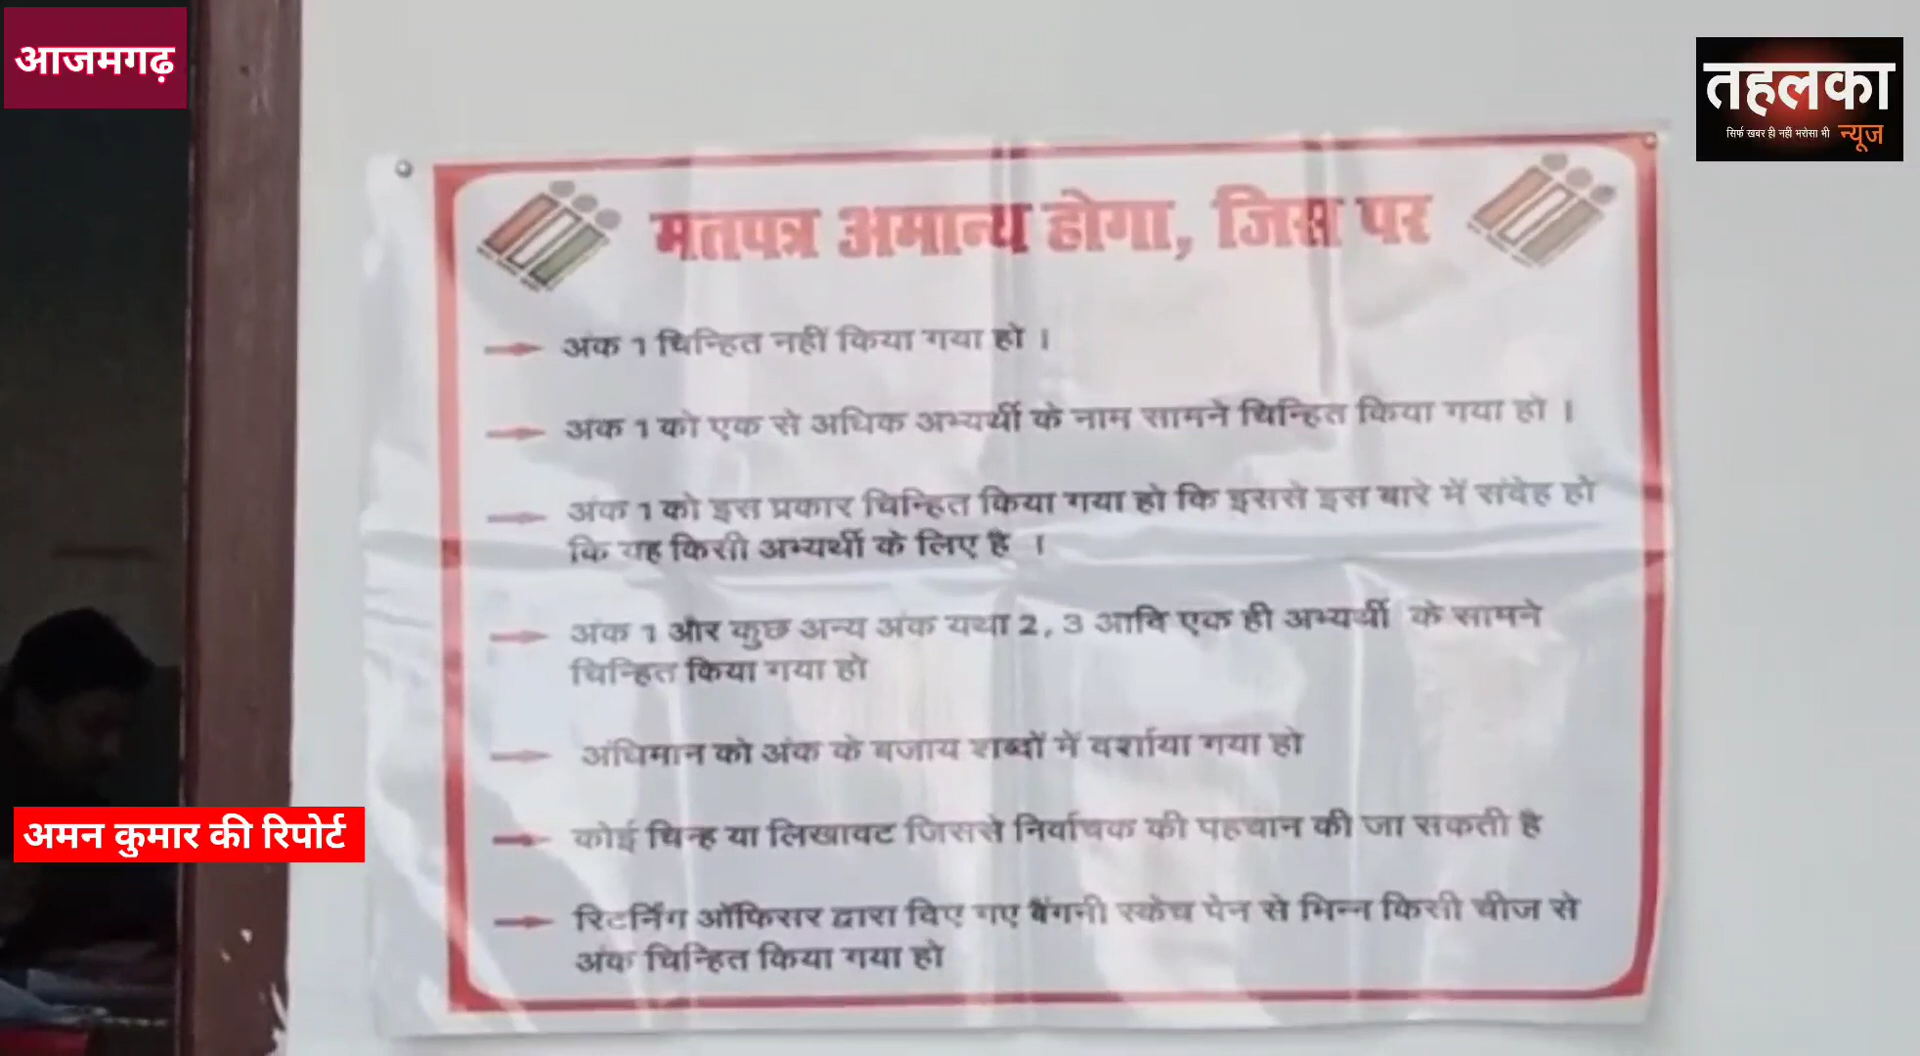 आजमगढ़
तहलका
सिर्फ खबर ही नहीं भरोसा भी न्यूज
मतपत्र अमान्य होगा, जिस पर
अंक 1 चिन्हित नहीं किया गया हो ।
अंक 1 को एक से अधिक अभ्यर्थी के नाम सामने चिन्हित किया गया हो ।
अंक 1 को इस प्रकार चिन्हित किया गया हो कि इससे इस बारे में संदेह हो
कि यह किसी अभ्यर्थी के लिए है ।
अंक 1 और कुछ अन्य अंक यथा 2, 3 आदि एक ही अभ्यर्थी के सामने
चिन्हित किया गया हो
अधिमान को अंक के बजाय शब्दों में दर्शाया गया हो
कोई चिन्ह या लिखावट जिससे निर्वाचक की पहचान की जा सकती है
रिटर्निंग ऑफिसर द्वारा दिए गए बैंगनी स्केच पेन से भिन्न किसी चीज से
अंक चिन्हित किया गया हो
अमन कुमार की रिपोर्ट